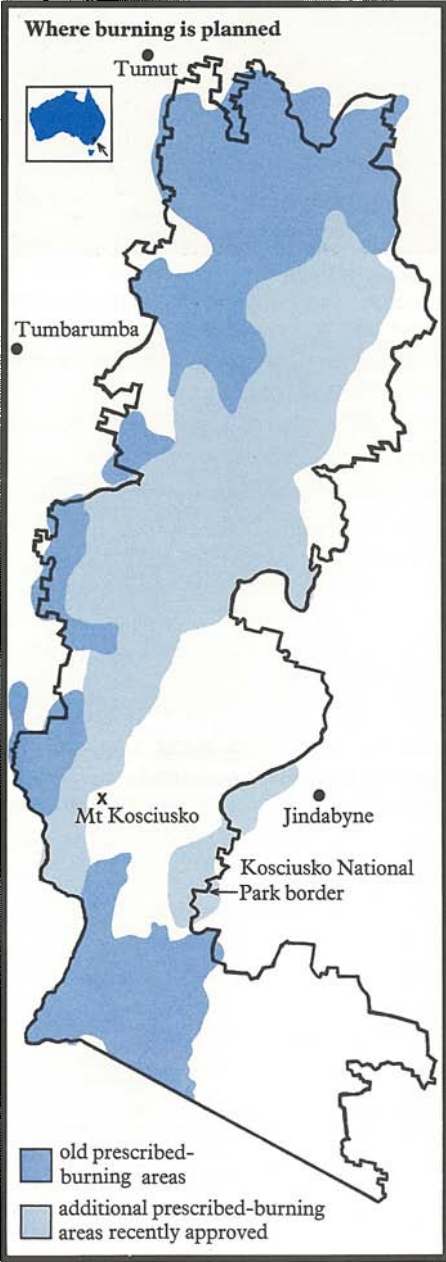 Where burning is planned
Tumut
Tumbarumba
x
Mt Kosciusko
Jindabyne
Kosciusko National
Park border
old prescribed-
burning areas
additional prescribed-burning
areas recently approved